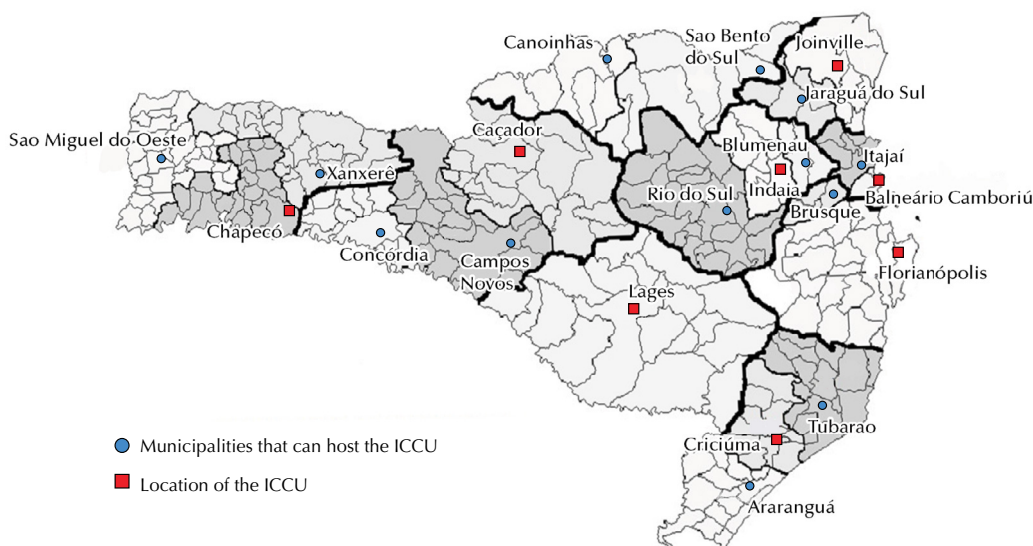 Canoinhas
Sao Bento
do Sul
Joinville
Jaraguá do Sul
Sao Miguel do Oeste
Caçador
Blumenau
Itajaí
Xanxerê
Rio do Sul
Indaia
Balneário Camboriú
Brusque
Chapecó
Concórdia
Campos
Novos
Florianópolis
Lages
Tubarao
Criciúma
Araranguá
Municipalities that can host the ICCU
Location of the ICCU